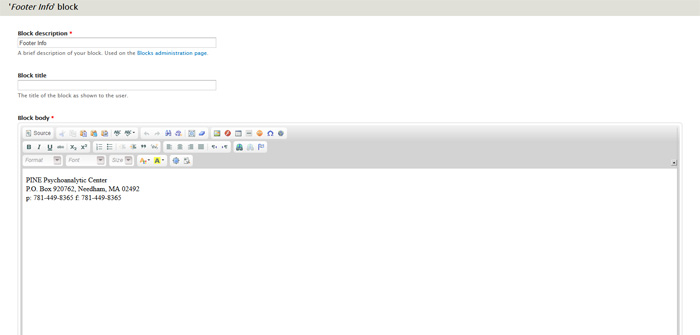 'Footer Info' block
Block description *
Footer Info
A brief description of your block. Used on the Blocks administration page.
Block title
The title of the block as shown to the user.
Block body *
Source
B I U abc x₂ x²
Format Font Size
PINE Psychoanalytic Center
P.O. Box 920762, Needham, MA 02492
p: 781-449-8365 f: 781-449-8365